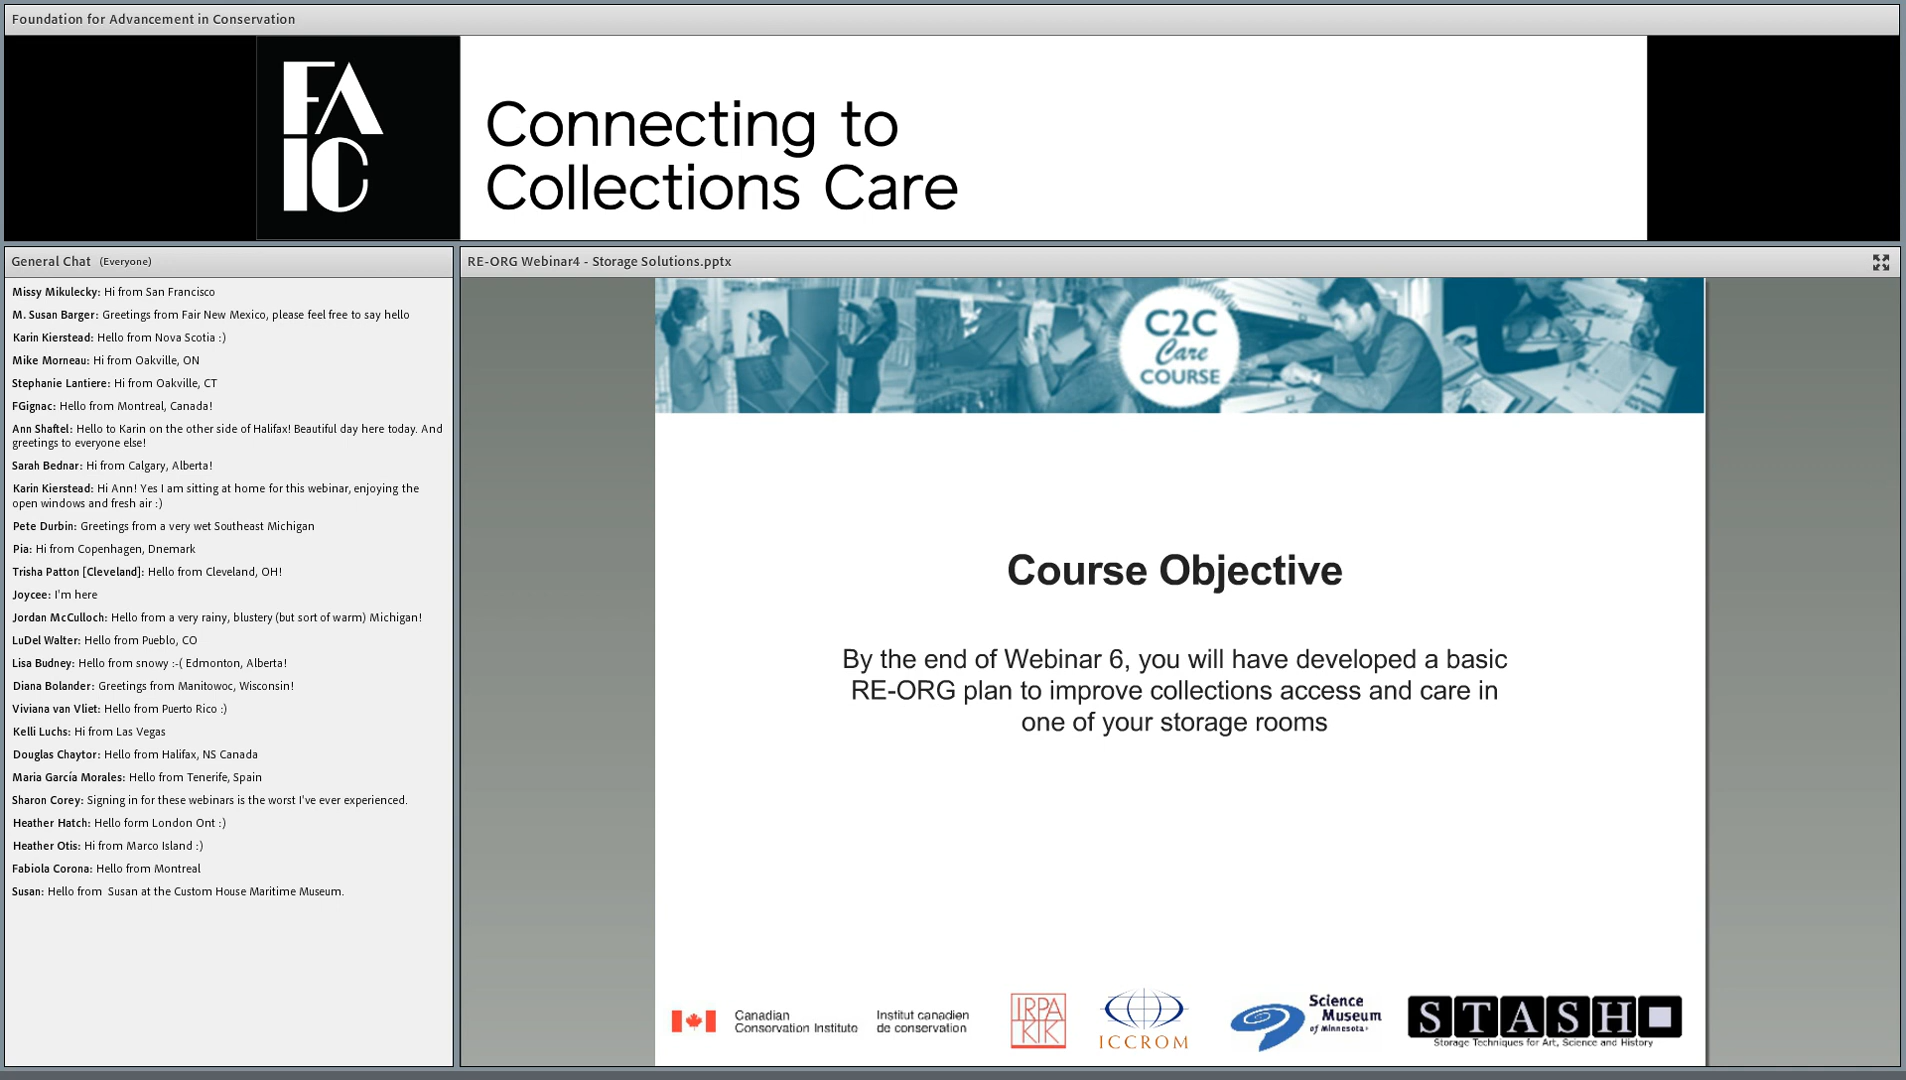 Foundation for Advancement in Conservation
FA
IC
Connecting to
Collections Care
General Chat (Everyone)
Missy Mikulecky: Hi from San Francisco
M. Susan Barger: Greetings from Fair New Mexico, please feel free to say hello
Karin Kierstead: Hello from Nova Scotia :)
Mike Morneau: Hi from Oakville, ON
Stephanie Lantiere: Hi from Oakville, CT
FGignac: Hello from Montreal, Canada!
Ann Shaftel: Hello to Karin on the other side of Halifax! Beautiful day here today. And
greetings to everyone else!
Sarah Bednar: Hi from Calgary, Alberta!
Karin Kierstead: Hi Ann! Yes I am sitting at home for this webinar, enjoying the
open windows and fresh air :)
Pete Durbin: Greetings from a very wet Southeast Michigan
Pia: Hi from Copenhagen, Dnemark
Trisha Patton [Cleveland]: Hello from Cleveland, OH!
Joycee: I'm here
Jordan McCulloch: Hello from a very rainy, blustery (but sort of warm) Michigan!
LuDel Walter: Hello from Pueblo, CO
Lisa Budney: Hello from snowy :-( Edmonton, Alberta!
Diana Bolander: Greetings from Manitowoc, Wisconsin!
Viviana van Vliet: Hello from Puerto Rico :)
Kelli Luchs: Hi from Las Vegas
Douglas Chaytor: Hello from Halifax, NS Canada
Maria García Morales: Hello from Tenerife, Spain
Sharon Corey: Signing in for these webinars is the worst I've ever experienced.
Heather Hatch: Hello form London Ont :)
Heather Otis: Hi from Marco Island :)
Fabiola Corona: Hello from Montreal
Susan: Hello from  Susan at the Custom House Maritime Museum.
RE-ORG Webinar4 - Storage Solutions.pptx
C2C
Care
COURSE
Course Objective
By the end of Webinar 6, you will have developed a basic
RE-ORG plan to improve collections access and care in
one of your storage rooms
Canadian
Conservation Institute
Institut canadien
de conservation
IRPA
KIK
ICCROM
Science
Museum
of Minnesota
STASH
Storage Techniques for Art, Science and History